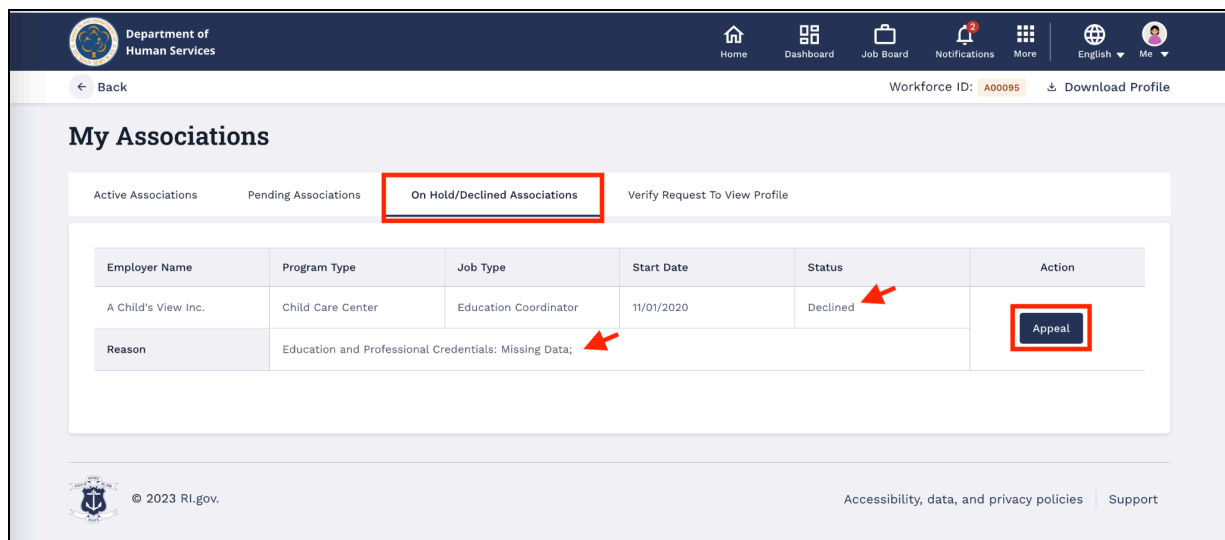 Department of
Human Services
Home
Dashboard
Job Board
2
Notifications
More
English
Me
Back
Workforce ID: A00095
Download Profile
My Associations
Active Associations
Pending Associations
On Hold/Declined Associations
Verify Request To View Profile
Employer Name Program Type Job Type Start Date Status Action
A Child's View Inc. Child Care Center Education Coordinator 11/01/2020 Declined
Appeal
Reason Education and Professional Credentials: Missing Data;
© 2023 RI.gov.
Accessibility, data, and privacy policies
Support